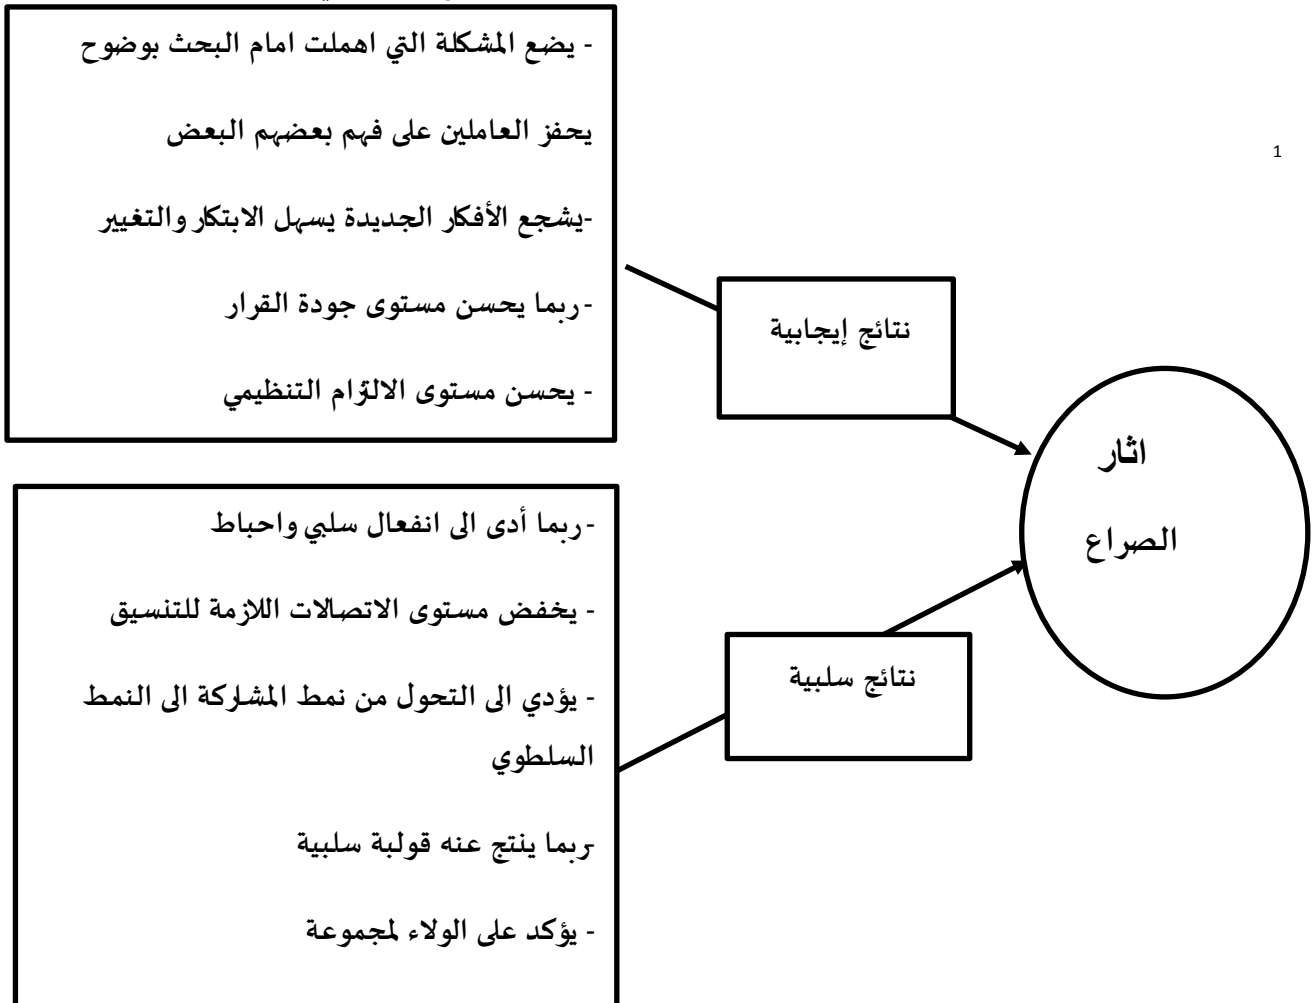 - يضع المشكلة التي اهملت امام البحث بوضوح
يحفز العاملين على فهم بعضهم البعض
-يشجع الأفكار الجديدة يسهل الابتكار والتغيير
-ربما يحسن مستوى جودة القرار
- يحسن مستوى الالتزام التنظيمي
1
نتائج إيجابية
اثار
الصراع
-ربما أدى الى انفعال سلبي واحباط
- يخفض مستوى الاتصالات اللازمة للتنسيق
- يؤدي الى التحول من نمط المشاركة الى النمط
السلطوي
-ربما ينتج عنه قولبة سلبية
- يؤكد على الولاء لمجموعة
نتائج سلبية